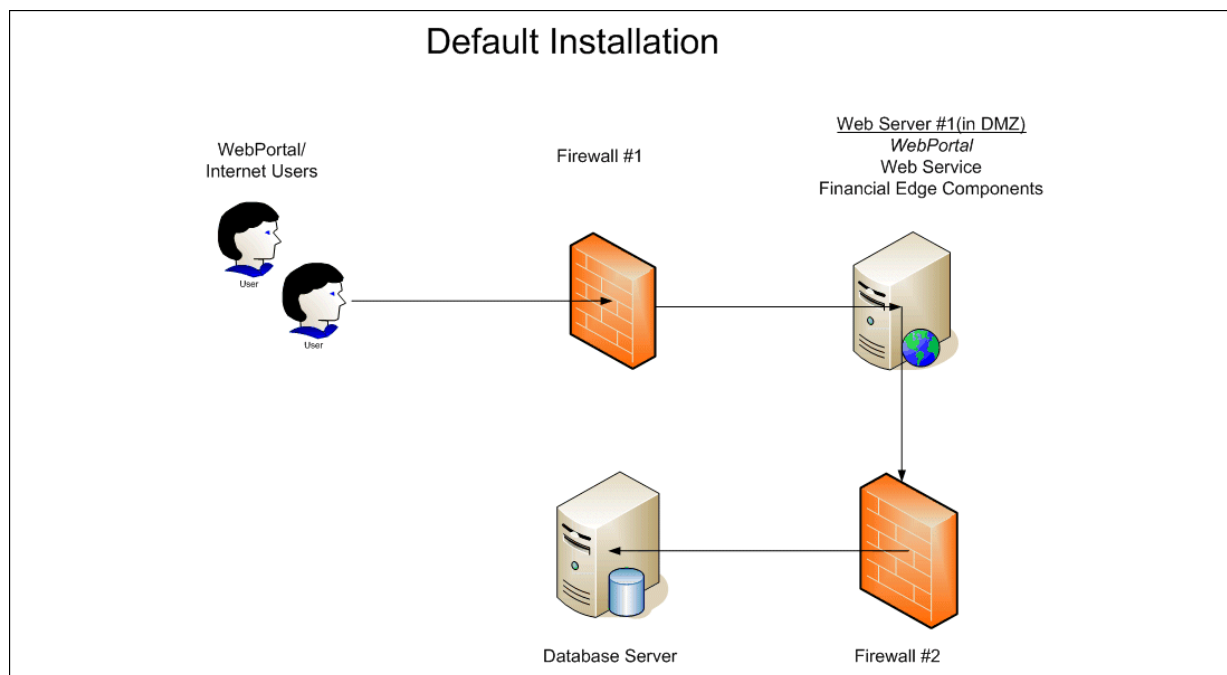 Default Installation
WebPortal/
Internet Users
Firewall #1
Web Server #1(in DMZ)
WebPortal
Web Service
Financial Edge Components
User
User
Database Server
Firewall #2